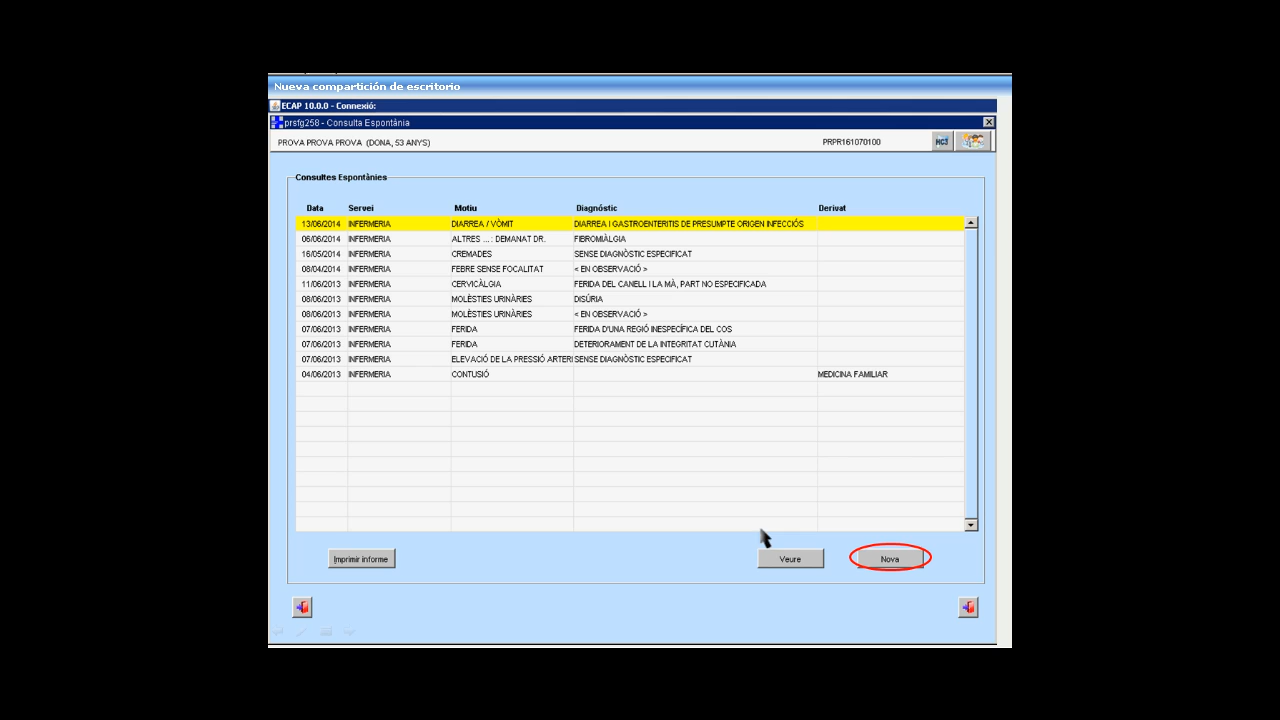 Nueva compartición de escritorio
ECAP 10.0.0 - Connexió:
prsfg258 - Consulta Espontània
PROVA PROVA PROVA (DONA, 53 ANYS) PRPR161070100 HC3
Consultes Espontànies
Data Servei Motiu Diagnóstic Derivat
13/06/2014 INFERMERIA DIARREA / VÒMIT DIARREA I GASTROENTERITIS DE PRESUMPTE ORIGEN INFECCIÓS
06/06/2014 INFERMERIA ALTRES ... : DEMANAT DR. FIBROMIÀLGIA
16/05/2014 INFERMERIA CREMADES SENSE DIAGNÒSTIC ESPECIFICAT
08/04/2014 INFERMERIA FEBRE SENSE FOCALITAT < EN OBSERVACIÓ >
11/06/2013 INFERMERIA CERVICÀLGIA FERIDA DEL CANELL I LA MÀ, PART NO ESPECIFICADA
08/06/2013 INFERMERIA MOLÈSTIES URINÀRIES DISÚRIA
08/06/2013 INFERMERIA MOLÈSTIES URINÀRIES < EN OBSERVACIÓ >
07/06/2013 INFERMERIA FERIDA FERIDA D'UNA REGIÓ INESPECÍFICA DEL COS
07/06/2013 INFERMERIA FERIDA DETERIORAMENT DE LA INTEGRITAT CUTÀNIA
07/06/2013 INFERMERIA ELEVACIÓ DE LA PRESSIÓ ARTERI SENSE DIAGNÒSTIC ESPECIFICAT
04/06/2013 INFERMERIA CONTUSIÓ MEDICINA FAMILIAR
Imprimir informe Veure Nova